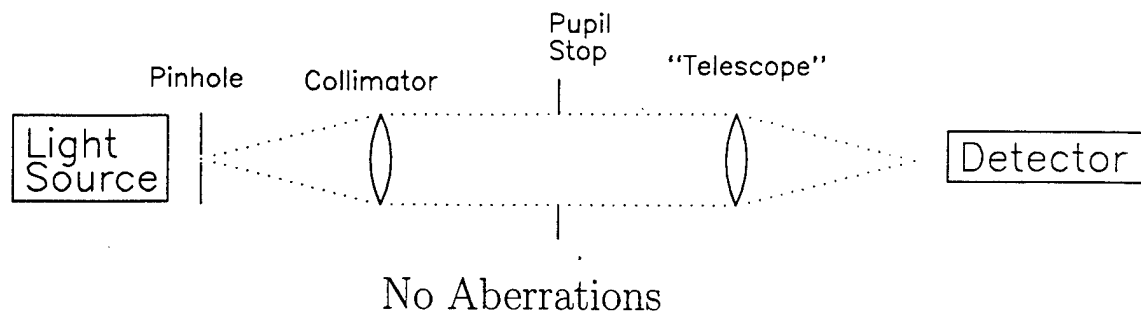 Pupil
Stop
"Telescope"
Pinhole
Collimator
Light
Source
Detector
No Aberrations